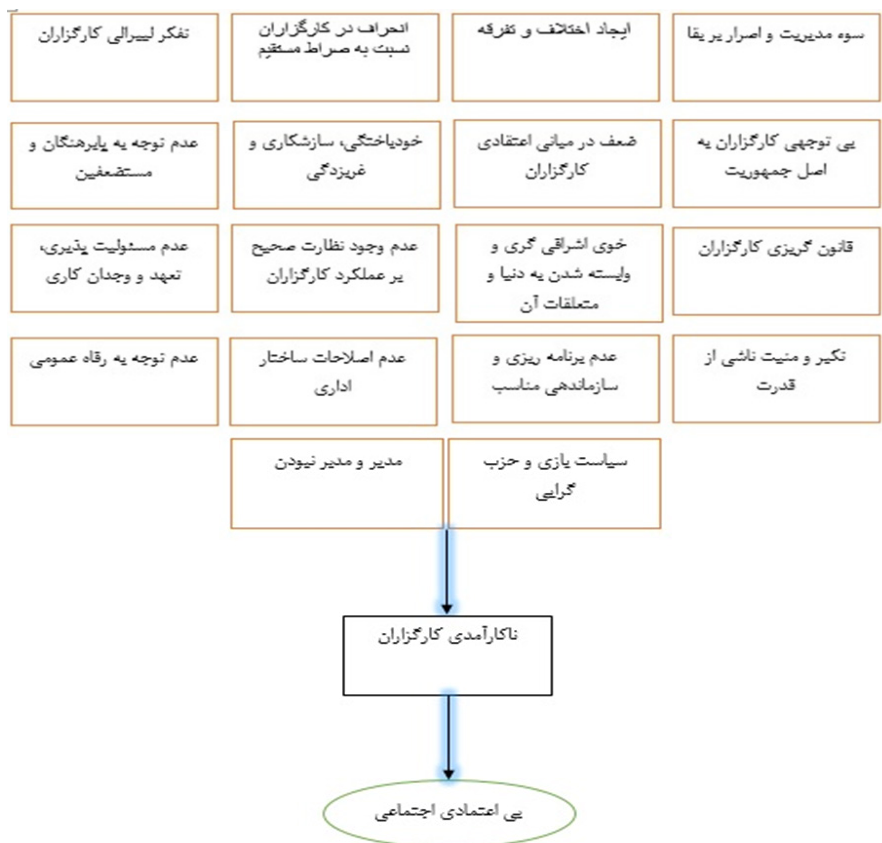 سوء مدیریت و اصرار بر بقا
ایجاد اختلاف و تفرقه
انحراف در کارگزاران
نسبت به صراط مستقیم
تفکر لیبرالی کارگزاران
بی توجهی کارگزاران به
اصل جمهوریت
ضعف در مبانی اعتقادی
کارگزاران
خودباختگی، سازشکاری و
غربزدگی
عدم توجه به پابرهنگان و
مستضعفین
قانون گریزی کارگزاران
خوی اشراقی گری و
وابسته شدن به دنیا و
متعلقات آن
عدم وجود نظارت صحیح
بر عملکرد کارگزاران
عدم مسئولیت پذیری،
تعهد و وجدان کاری
تکبر و منیت ناشی از
قدرت
عدم برنامه ریزی و
سازماندهی مناسب
عدم اصلاحات ساختار
اداری
عدم توجه به رفاه عمومی
سیاست بازی و حزب
گرایی
مدیر و مدبر نبودن
ناکارآمدی کارگزاران
بی اعتمادی اجتماعی